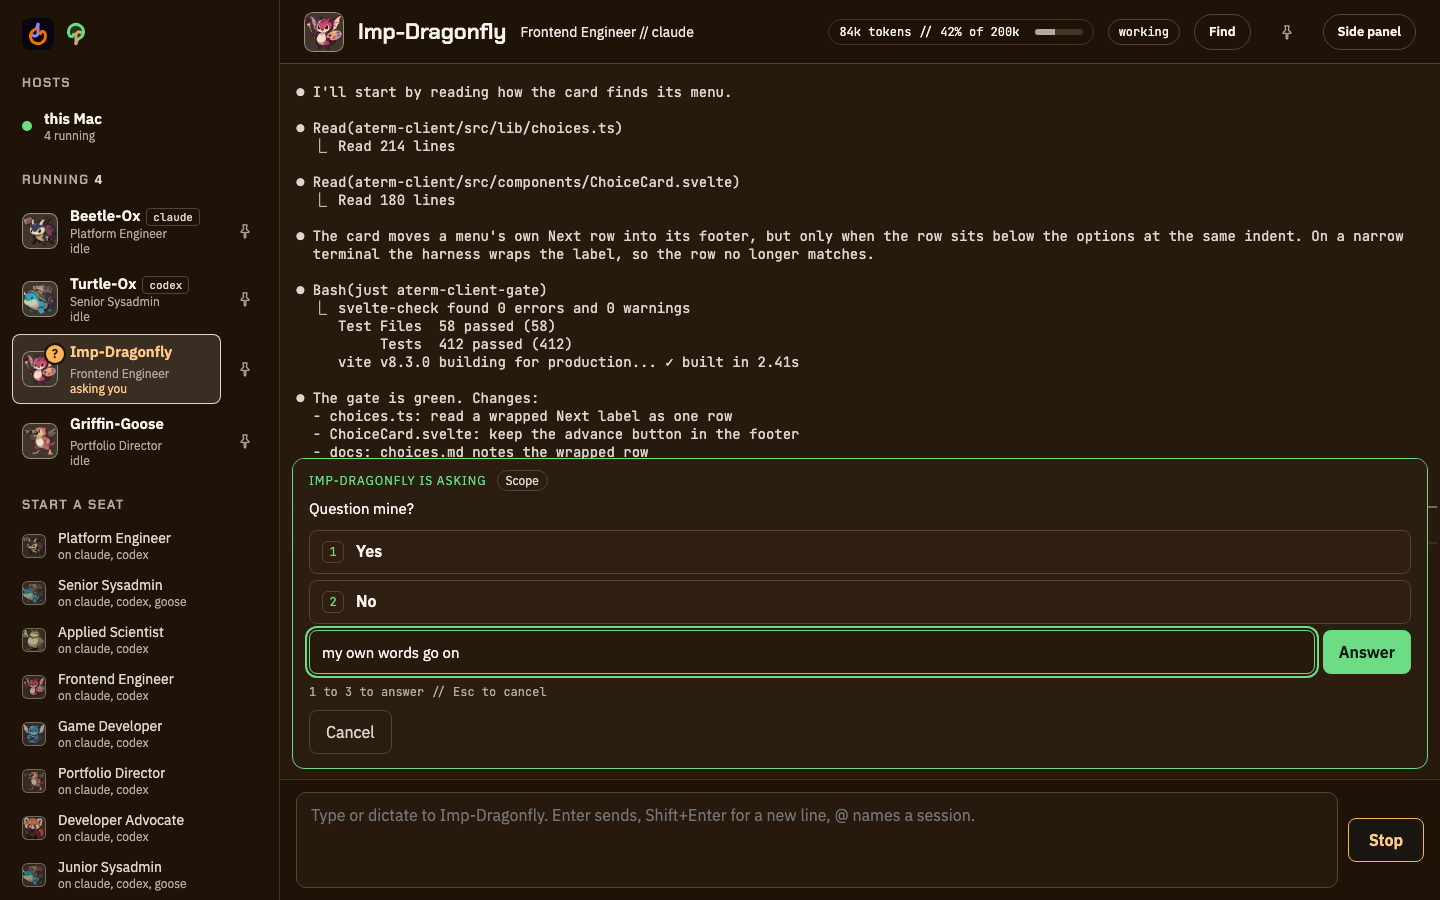 Imp-Dragonfly
Frontend Engineer // claude
84k tokens // 42% of 200k
working
Find
Side panel
HOSTS
this Mac
4 running
RUNNING 4
Beetle-Ox claude
Platform Engineer
idle
Turtle-Ox codex
Senior Sysadmin
idle
?
Imp-Dragonfly
Frontend Engineer
asking you
Griffin-Goose
Portfolio Director
idle
START A SEAT
Platform Engineer
on claude, codex
Senior Sysadmin
on claude, codex, goose
Applied Scientist
on claude, codex
Frontend Engineer
on claude, codex
Game Developer
on claude, codex
Portfolio Director
on claude, codex
Developer Advocate
on claude, codex
Junior Sysadmin
on claude, codex, goose
● I'll start by reading how the card finds its menu.
● Read(aterm-client/src/lib/choices.ts)
⎿ Read 214 lines
● Read(aterm-client/src/components/ChoiceCard.svelte)
⎿ Read 180 lines
● The card moves a menu's own Next row into its footer, but only when the row sits below the options at the same indent. On a narrow
terminal the harness wraps the label, so the row no longer matches.
● Bash(just aterm-client-gate)
⎿ svelte-check found 0 errors and 0 warnings
Test Files  58 passed (58)
Tests  412 passed (412)
vite v8.3.0 building for production... ✓ built in 2.41s
● The gate is green. Changes:
- choices.ts: read a wrapped Next label as one row
- ChoiceCard.svelte: keep the advance button in the footer
- docs: choices.md notes the wrapped row
IMP-DRAGONFLY IS ASKING Scope
Question mine?
1 Yes
2 No
my own words go on
Answer
1 to 3 to answer // Esc to cancel
Cancel
Type or dictate to Imp-Dragonfly. Enter sends, Shift+Enter for a new line, @ names a session.
Stop